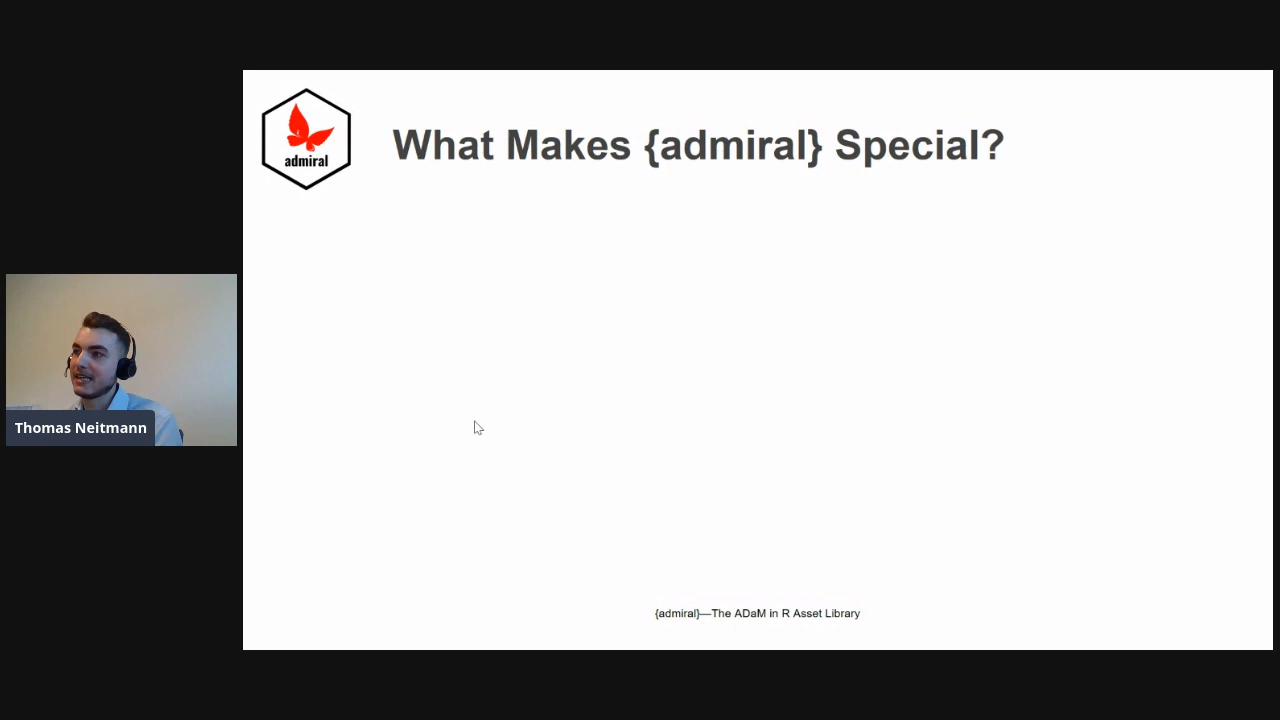 admiral
What Makes {admiral} Special?
Thomas Neitmann
{admiral}—The ADaM in R Asset Library